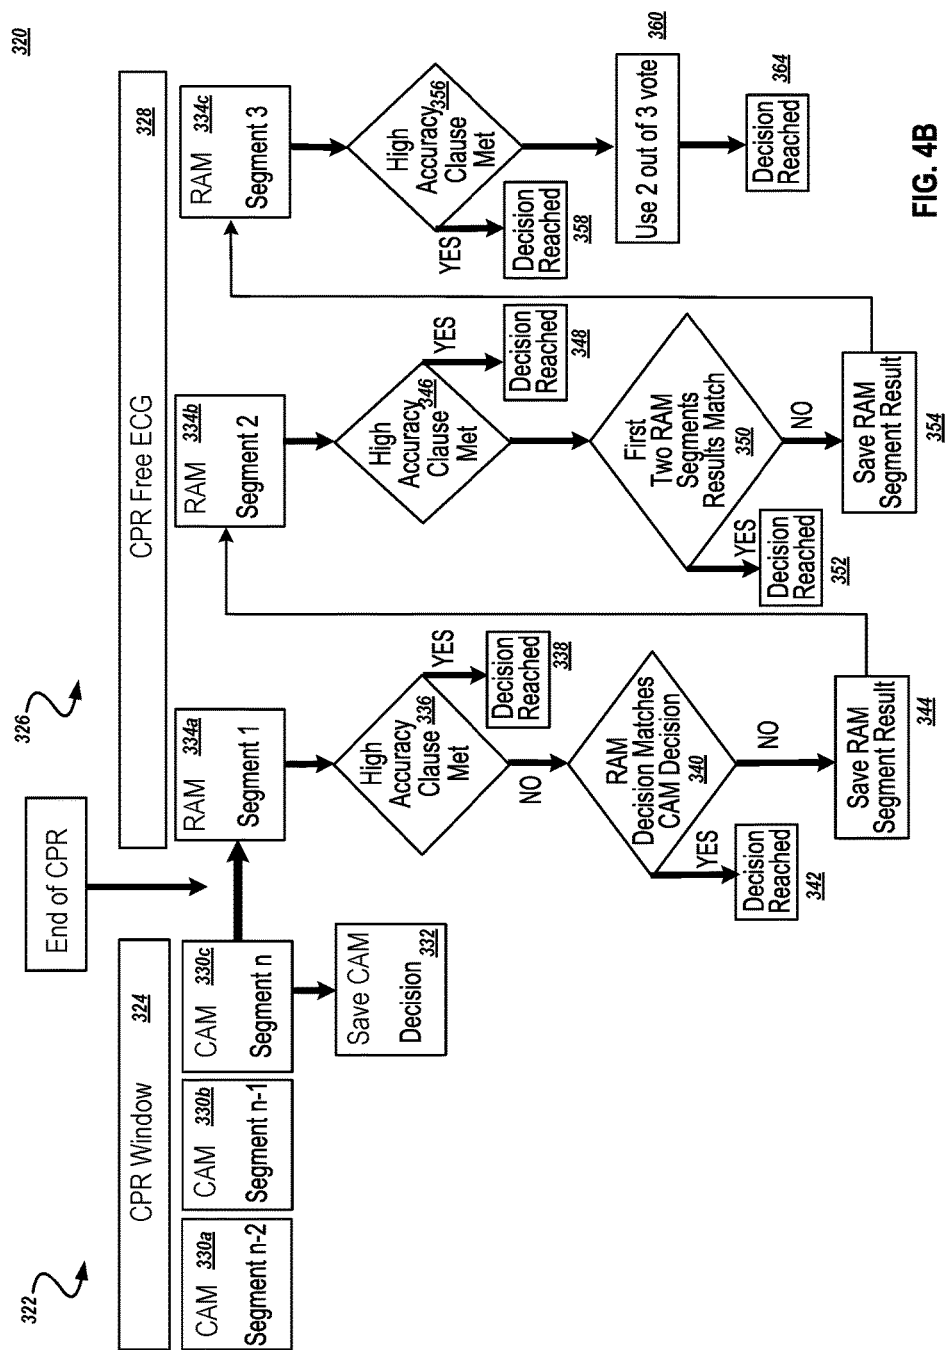 320
322
326
End of CPR
CPR Window 324
CPR Free ECG 328
CAM 330a
Segment n-2
CAM 330b
Segment n-1
CAM 330c
Segment n
Save CAM
Decision 332
RAM 334a
Segment 1
High
Accuracy 336
Clause
Met
YES
Decision
Reached
338
NO
RAM
Decision Matches
CAM Decision
340
YES
Decision
Reached
342
NO
Save RAM
Segment Result
344
RAM 334b
Segment 2
High
Accuracy 346
Clause
Met
YES
Decision
Reached
348
First
Two RAM
Segments
Results Match
350
YES
Decision
Reached
352
NO
Save RAM
Segment Result
354
RAM 334c
Segment 3
High
Accuracy 356
Clause
Met
YES
Decision
Reached
358
Use 2 out of 3 vote
360
Decision
Reached
364
FIG. 4B